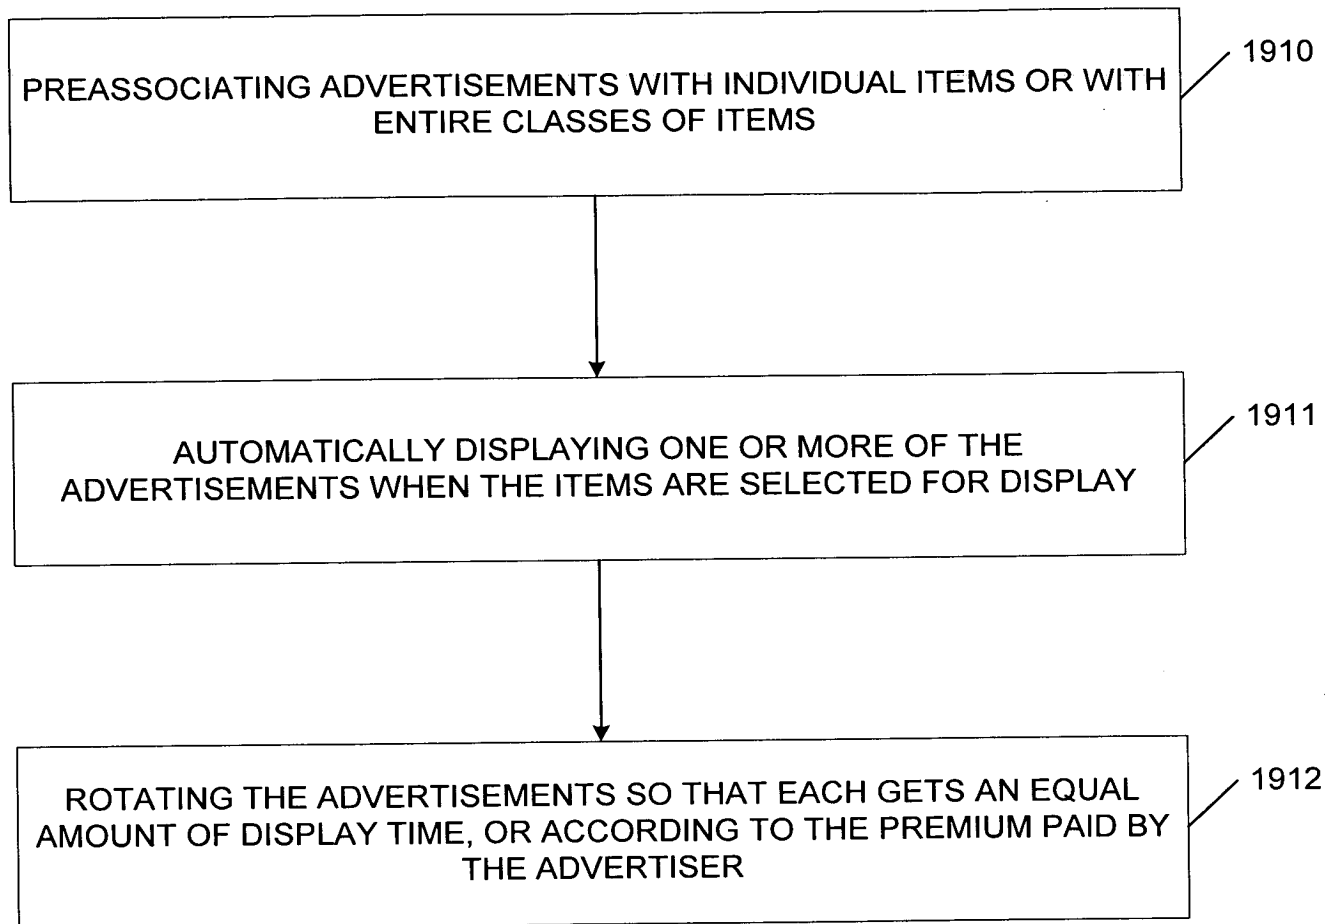 PREASSOCIATING ADVERTISEMENTS WITH INDIVIDUAL ITEMS OR WITH
ENTIRE CLASSES OF ITEMS
1910
AUTOMATICALLY DISPLAYING ONE OR MORE OF THE
ADVERTISEMENTS WHEN THE ITEMS ARE SELECTED FOR DISPLAY
1911
ROTATING THE ADVERTISEMENTS SO THAT EACH GETS AN EQUAL
AMOUNT OF DISPLAY TIME, OR ACCORDING TO THE PREMIUM PAID BY
THE ADVERTISER
1912